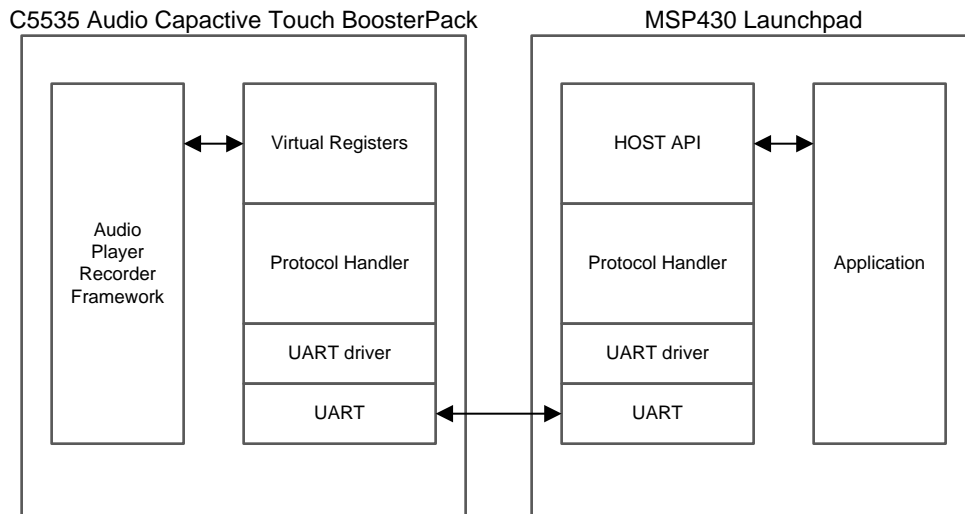 C5535 Audio Capactive Touch BoosterPack
MSP430 Launchpad
Audio
Player
Recorder
Framework
Virtual Registers
Protocol Handler
UART driver
UART
HOST API
Protocol Handler
UART driver
UART
Application